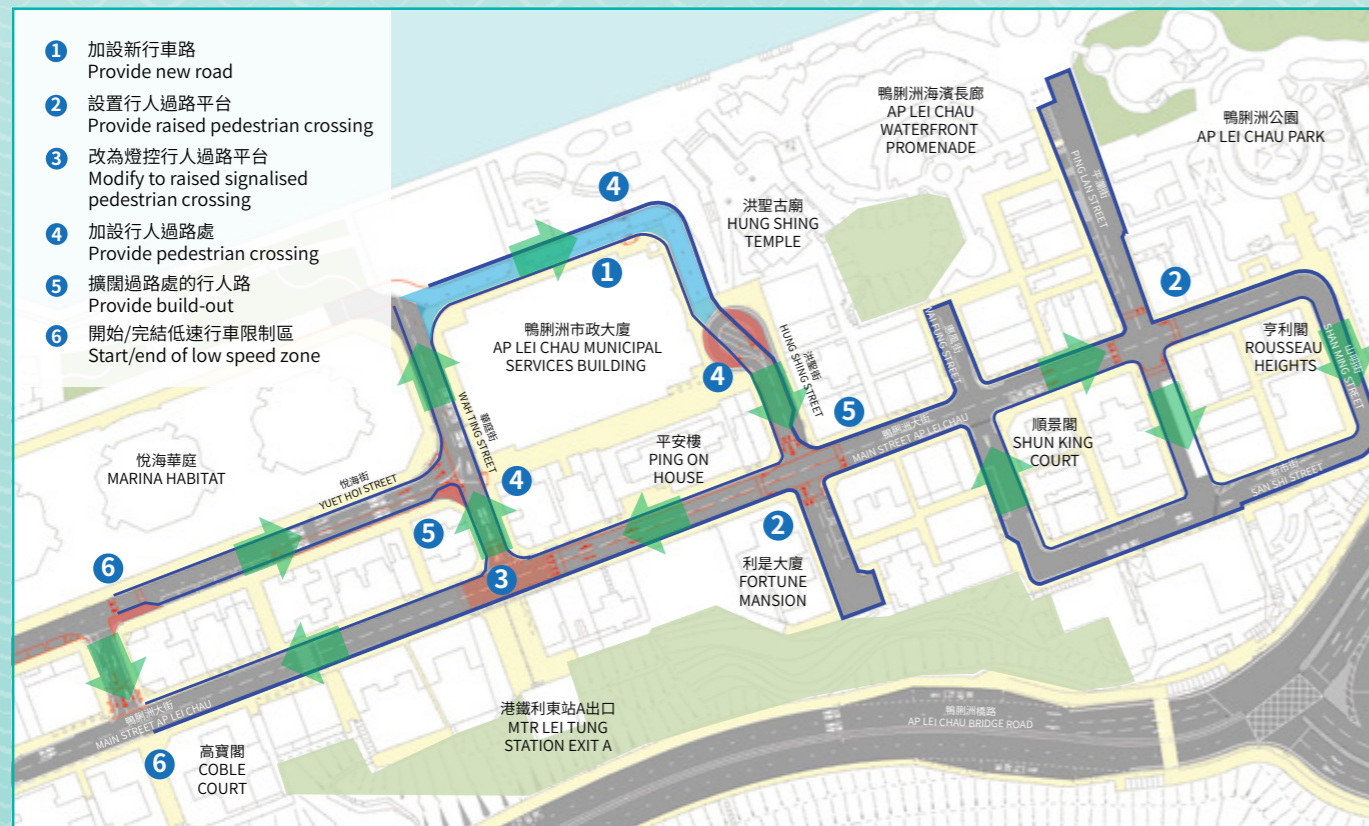 1 加設新行車路
Provide new road
2 設置行人過路平台
Provide raised pedestrian crossing
3 改為燈控行人過路平台
Modify to raised signalised
pedestrian crossing
4 加設行人過路處
Provide pedestrian crossing
5 擴闊過路處的行人路
Provide build-out
6 開始/完結低速行車限制區
Start/end of low speed zone
鴨脷洲海濱長廊
AP LEI CHAU
WATERFRONT
PROMENADE
鴨脷洲公園
AP LEI CHAU PARK
平瀾街
PING LAN STREET
4
洪聖古廟
HUNG SHING
TEMPLE
1
2
鴨脷洲市政大廈
AP LEI CHAU MUNICIPAL
SERVICES BUILDING
4
洪聖街
HUNG SHING STREET
惠風街
WAI FUNG STREET
亨利閣
ROUSSEAU
HEIGHTS
山明街
SHAN MING STREET
華庭街
WAH TING STREET
5
鴨脷洲大街
MAIN STREET AP LEI CHAU
順景閣
SHUN KING
COURT
平安樓
PING ON
HOUSE
悅海華庭
MARINA HABITAT
悅海街
YUET HOI STREET
4
新市街
SAN SHI STREET
5
2
6
3
利是大廈
FORTUNE
MANSION
鴨脷洲大街
MAIN STREET AP LEI CHAU
港鐵利東站A出口
MTR LEI TUNG
STATION EXIT A
鴨脷洲橋路
AP LEI CHAU BRIDGE ROAD
6
高寶閣
COBLE
COURT